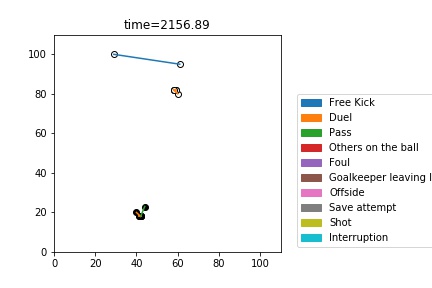 time=2156.89
100
80
60
40
20
0
0 20 40 60 80 100
Free Kick
Duel
Pass
Others on the ball
Foul
Goalkeeper leaving l
Offside
Save attempt
Shot
Interruption